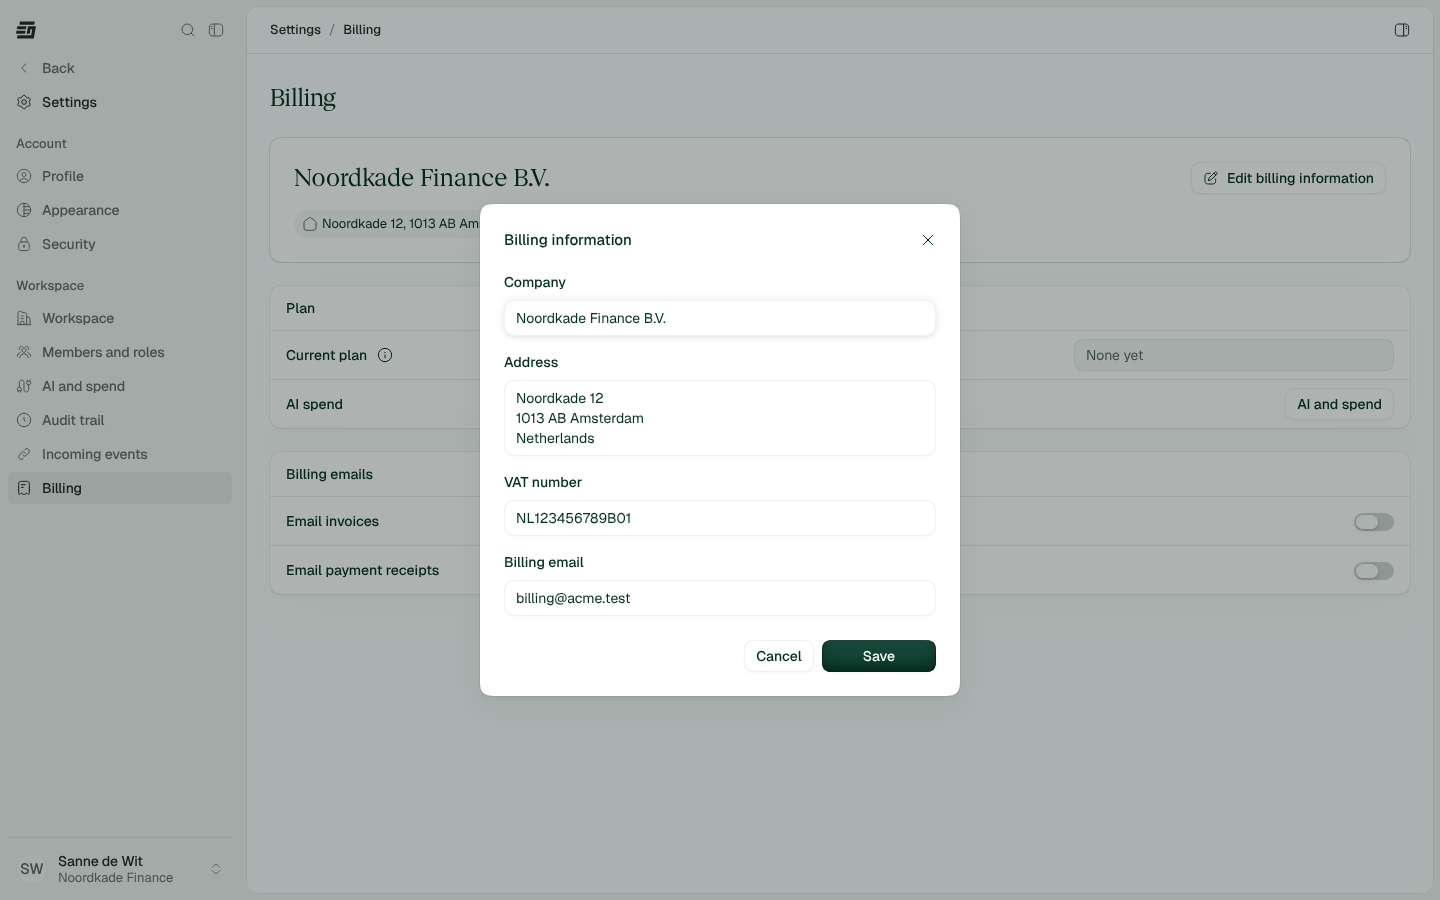 Back
Settings
Account
Profile
Appearance
Security
Workspace
Workspace
Members and roles
AI and spend
Audit trail
Incoming events
Billing
SW
Sanne de Wit
Noordkade Finance
Settings / Billing
Billing
Noordkade Finance B.V.
Edit billing information
Noordkade 12, 1013 AB Am
Plan
Current plan
None yet
AI spend
AI and spend
Billing emails
Email invoices
Email payment receipts
Billing information
Company
Noordkade Finance B.V.
Address
Noordkade 12
1013 AB Amsterdam
Netherlands
VAT number
NL123456789B01
Billing email
billing@acme.test
Cancel
Save